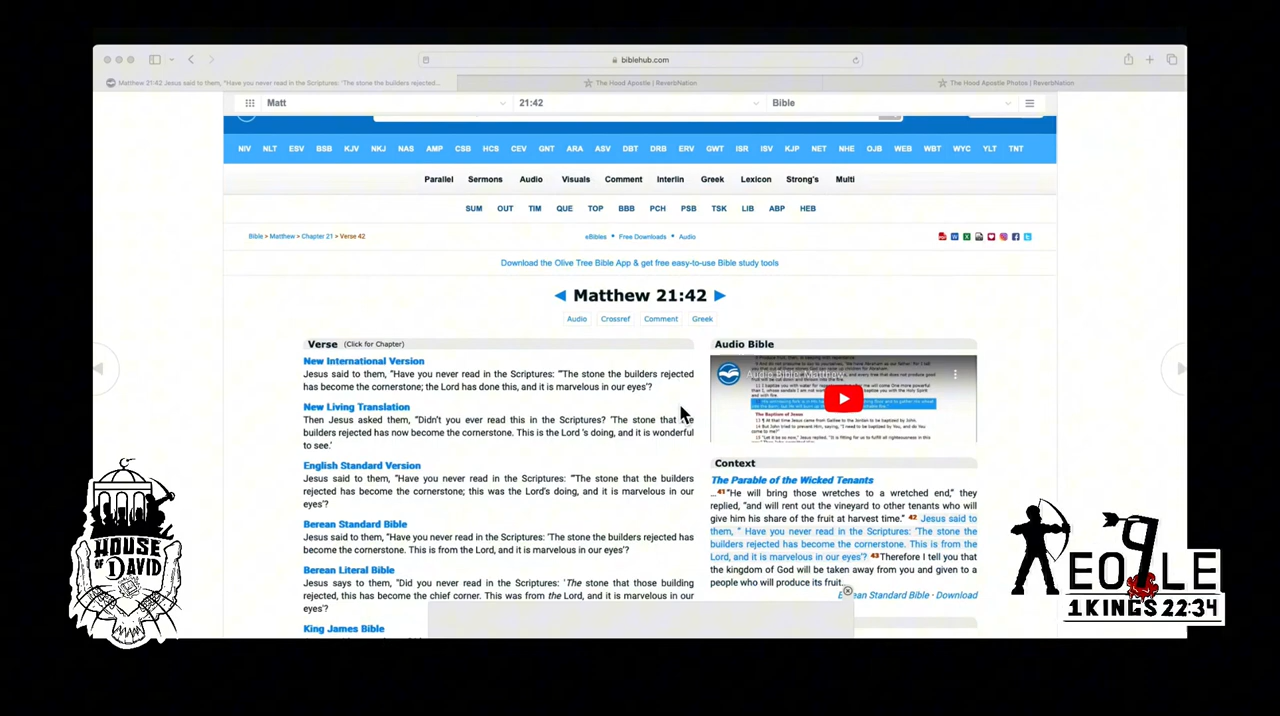 biblehub.com
Matthew 21:42 Jesus said to them, "Have you never read in the Scriptures: 'The stone the builders rejected...
The Hood Apostle | ReverbNation
The Hood Apostle Photos | ReverbNation
Matt
21:42
Bible
NIV NLT ESV BSB KJV NKJ NAS AMP CSB HCS CEV GNT ARA ASV DBT DRB ERV GWT ISR ISV KJP NET NHE OJB WEB WBT WYC YLT TNT
Parallel Sermons Audio Visuals Comment Interlin Greek Lexicon Strong's Multi
SUM OUT TIM QUE TOP BBB PCH PSB TSK LIB ABP HEB
Bible > Matthew > Chapter 21 > Verse 42
eBibles • Free Downloads • Audio
Download the Olive Tree Bible App & get free easy-to-use Bible study tools
◄ Matthew 21:42 ►
Audio Crossref Comment Greek
Verse (Click for Chapter)
New International Version
Jesus said to them, "Have you never read in the Scriptures: "'The stone the builders rejected
has become the cornerstone; the Lord has done this, and it is marvelous in our eyes'?
New Living Translation
Then Jesus asked them, "Didn't you ever read this in the Scriptures? 'The stone that
builders rejected has now become the cornerstone. This is the Lord 's doing, and it is wonderful
to see.'
English Standard Version
Jesus said to them, "Have you never read in the Scriptures: "'The stone that the builders
rejected has become the cornerstone; this was the Lord's doing, and it is marvelous in our
eyes'?
Berean Standard Bible
Jesus said to them, "Have you never read in the Scriptures: 'The stone the builders rejected has
become the cornerstone. This is from the Lord, and it is marvelous in our eyes'?
Berean Literal Bible
Jesus says to them, "Did you never read in the Scriptures: 'The stone that those building
rejected, this has become the chief corner. This was from the Lord, and it is marvelous in our
eyes'?
King James Bible
Audio Bible
Audio Bible: Matthew
The Baptism of Jesus
Context
The Parable of the Wicked Tenants
...41"He will bring those wretches to a wretched end," they
replied, "and will rent out the vineyard to other tenants who will
give him his share of the fruit at harvest time." 42 Jesus said to
them, " Have you never read in the Scriptures: 'The stone the
builders rejected has become the cornerstone. This is from the
Lord, and it is marvelous in our eyes'? 43Therefore I tell you that
the kingdom of God will be taken away from you and given to a
people who will produce its fruit...
Standard Bible · Download
HOUSE
OF DAVID
1 KINGS 22:34